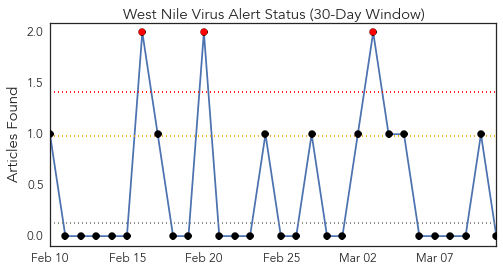 West Nile Virus Alert Status (30-Day Window)
Articles Found
2.0
1.5
1.0
0.5
0.0
Feb 10 Feb 15 Feb 20 Feb 25 Mar 02 Mar 07